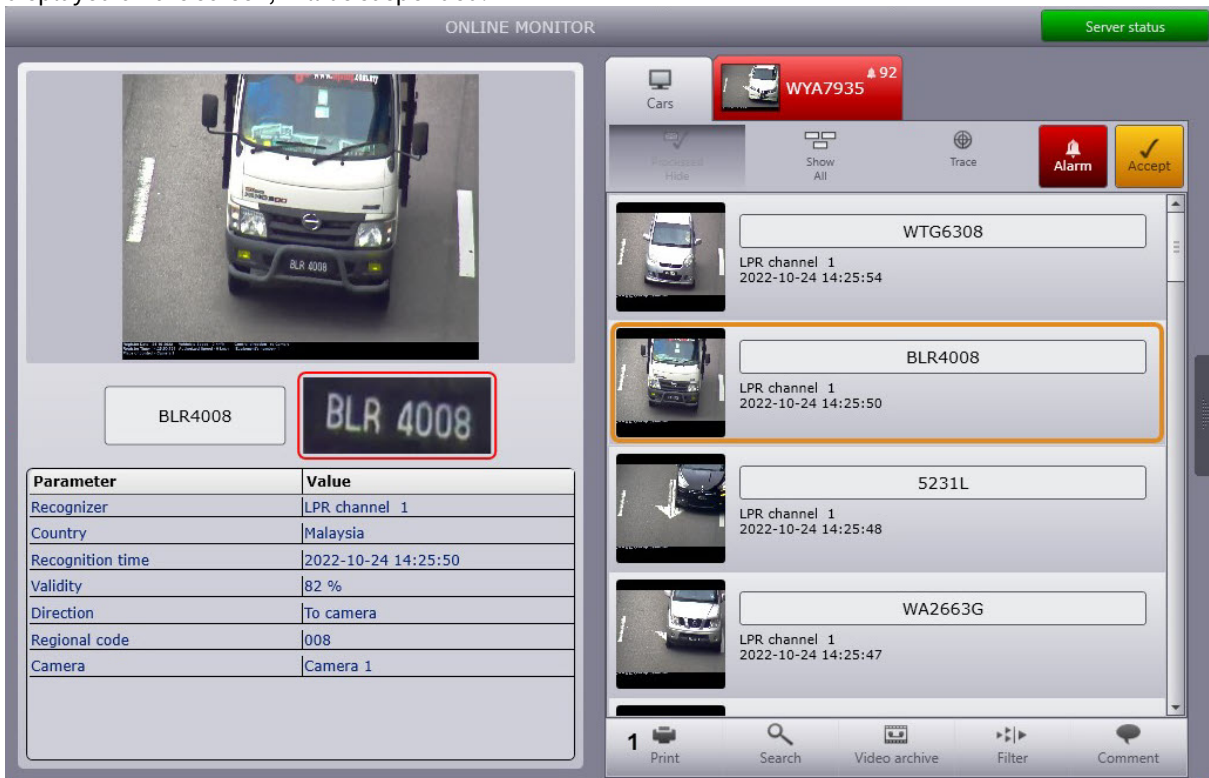 ONLINE MONITOR
Server status
BLR 4008
BLR4008
BLR 4008
Parameter Value
Recognizer LPR channel 1
Country Malaysia
Recognition time 2022-10-24 14:25:50
Validity 82 %
Direction To camera
Regional code 008
Camera Camera 1
Cars
WYA7935
92
Processed
Hide
Show
All
Trace
Alarm
Accept
WTG6308
LPR channel 1
2022-10-24 14:25:54
BLR4008
LPR channel 1
2022-10-24 14:25:50
5231L
LPR channel 1
2022-10-24 14:25:48
WA2663G
LPR channel 1
2022-10-24 14:25:47
1
Print
Search
Video archive
Filter
Comment